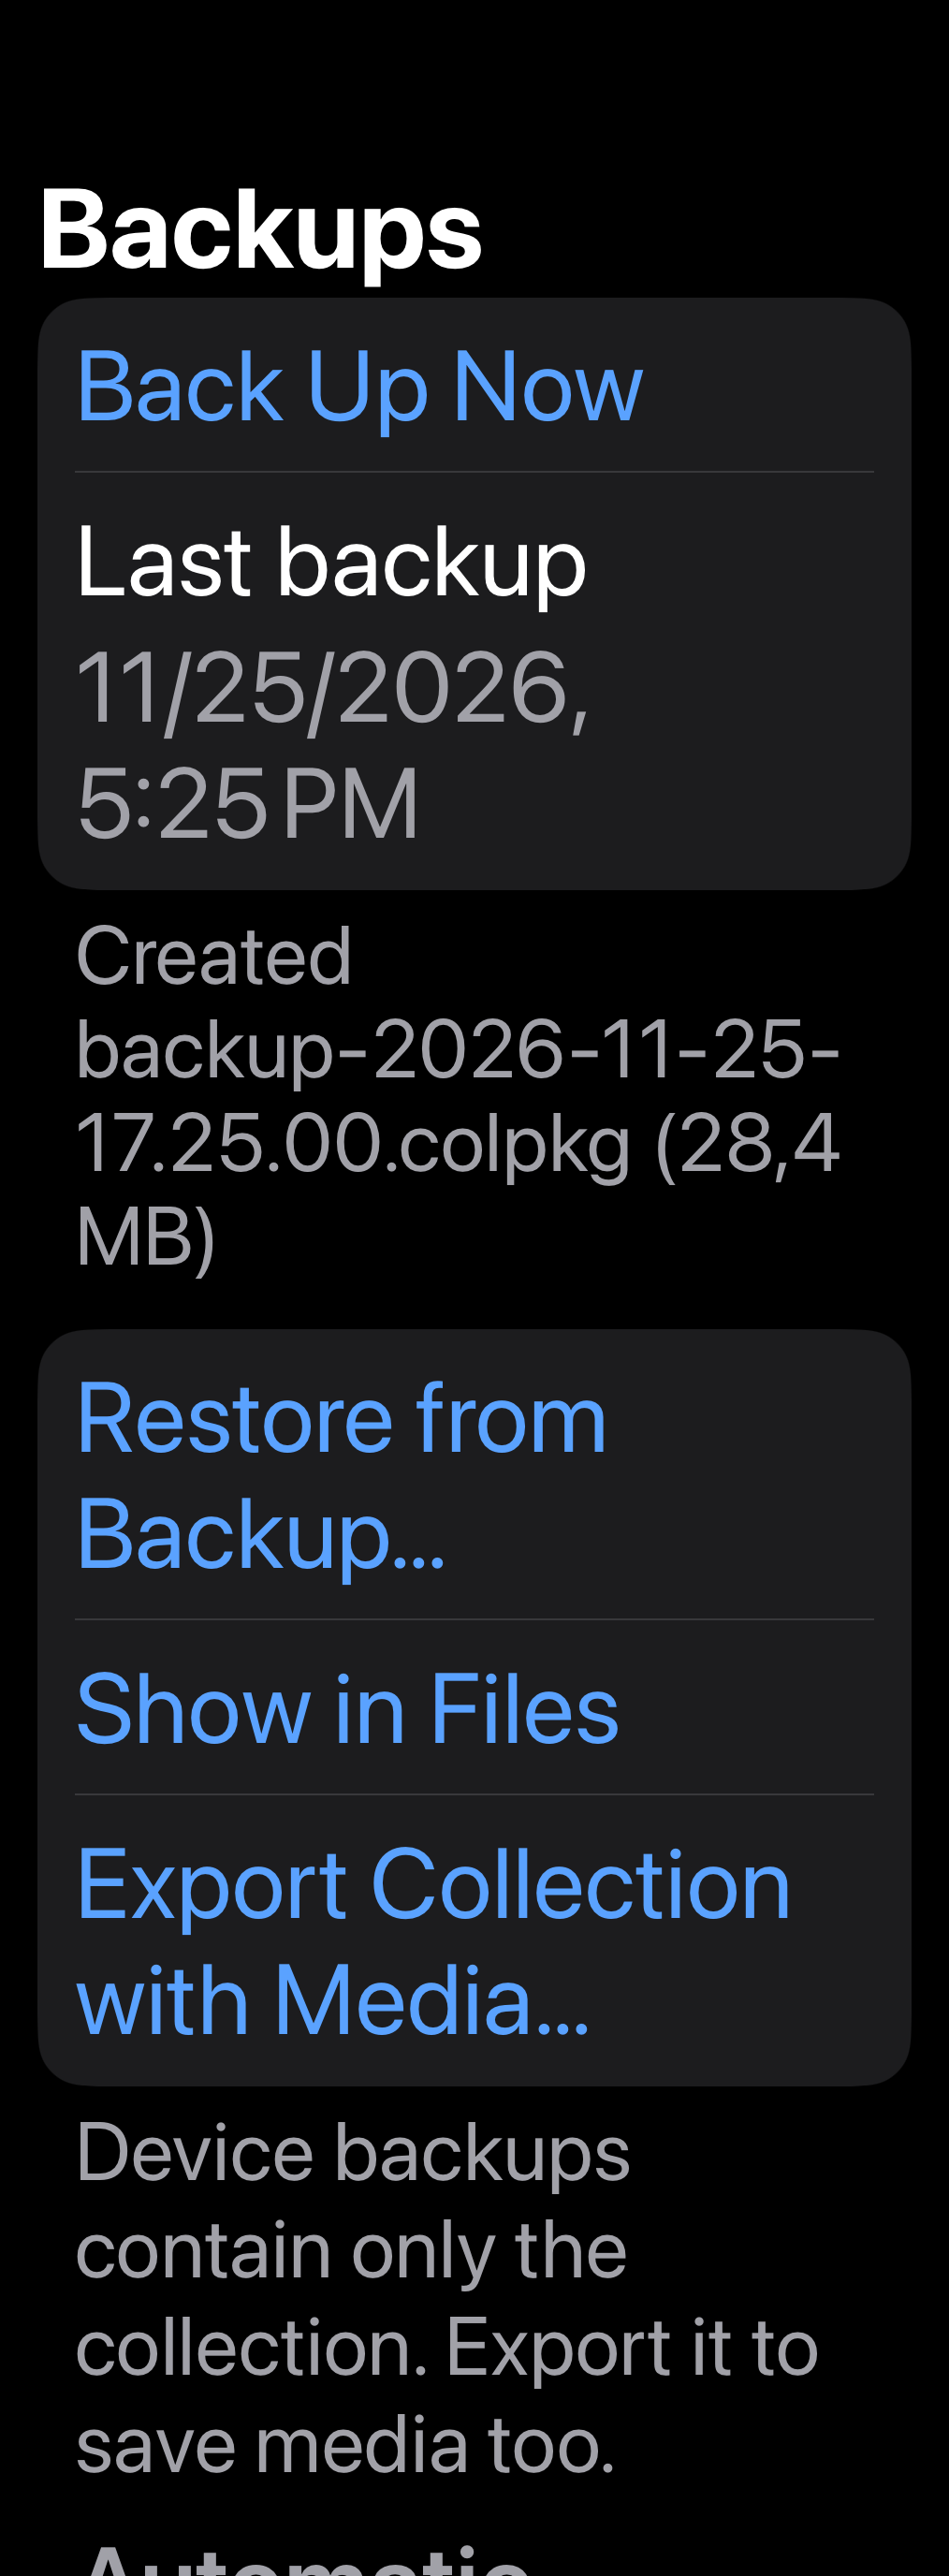 Backups
Back Up Now
Last backup
11/25/2026,
5:25 PM
Created
backup-2026-11-25-
17.25.00.colpkg (28,4
MB)
Restore from
Backup...
Show in Files
Export Collection
with Media...
Device backups
contain only the
collection. Export it to
save media too.
Automatic